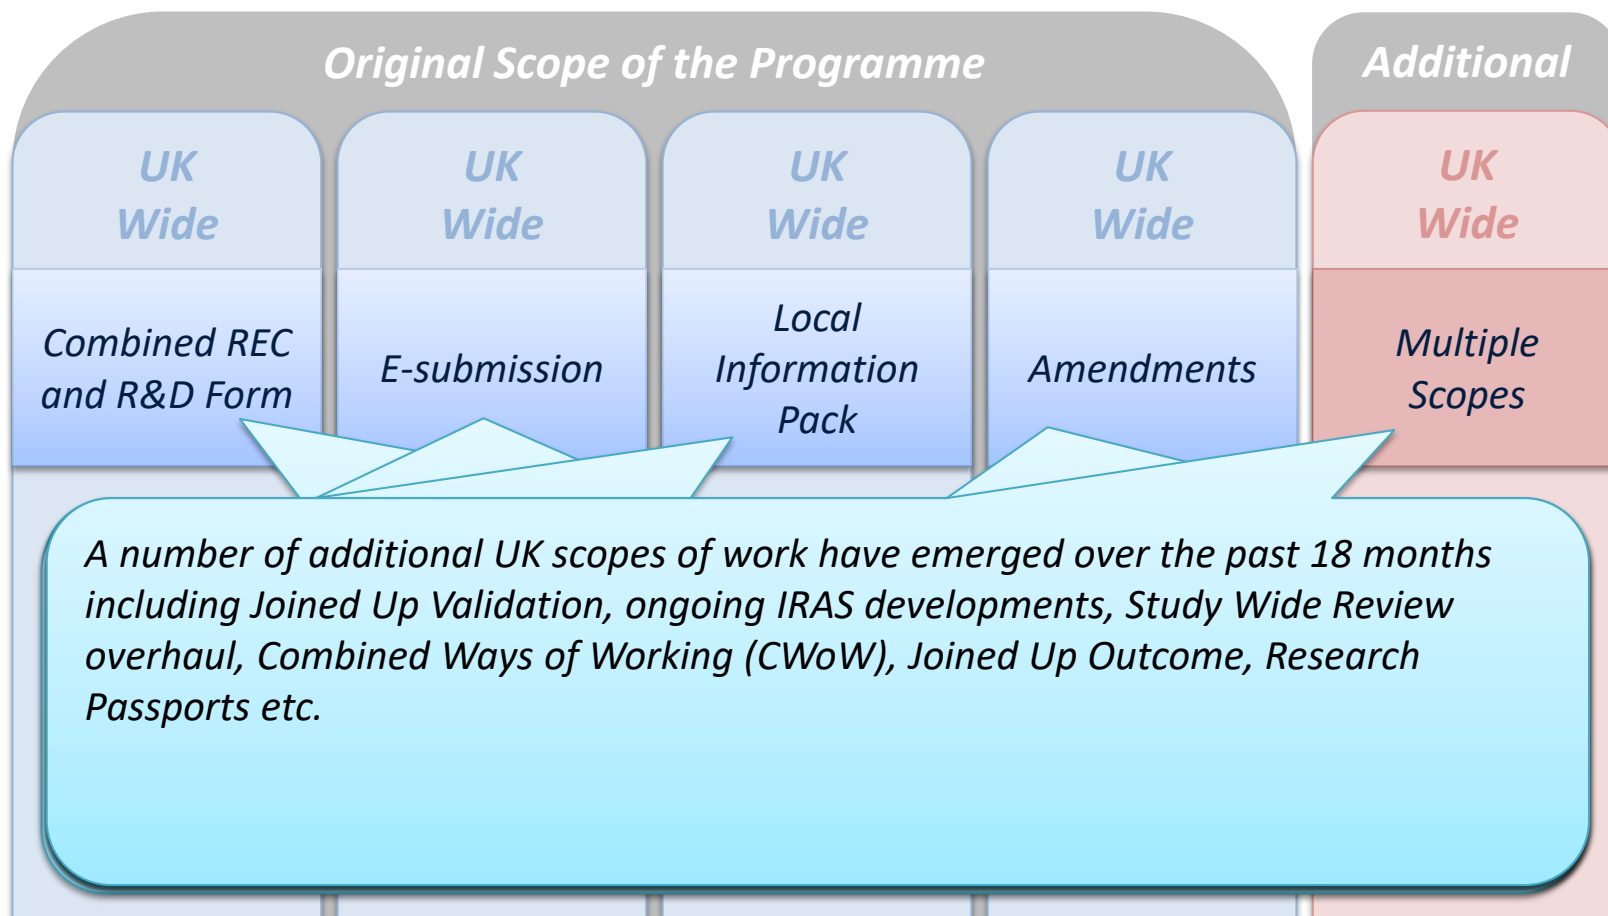 Original Scope of the Programme
Additional
UK
Wide
UK
Wide
UK
Wide
UK
Wide
UK
Wide
Combined REC
and R&D Form
E-submission
Local
Information
Pack
Amendments
Multiple
Scopes
A number of additional UK scopes of work have emerged over the past 18 months
including Joined Up Validation, ongoing IRAS developments, Study Wide Review
overhaul, Combined Ways of Working (CWoW), Joined Up Outcome, Research
Passports etc.